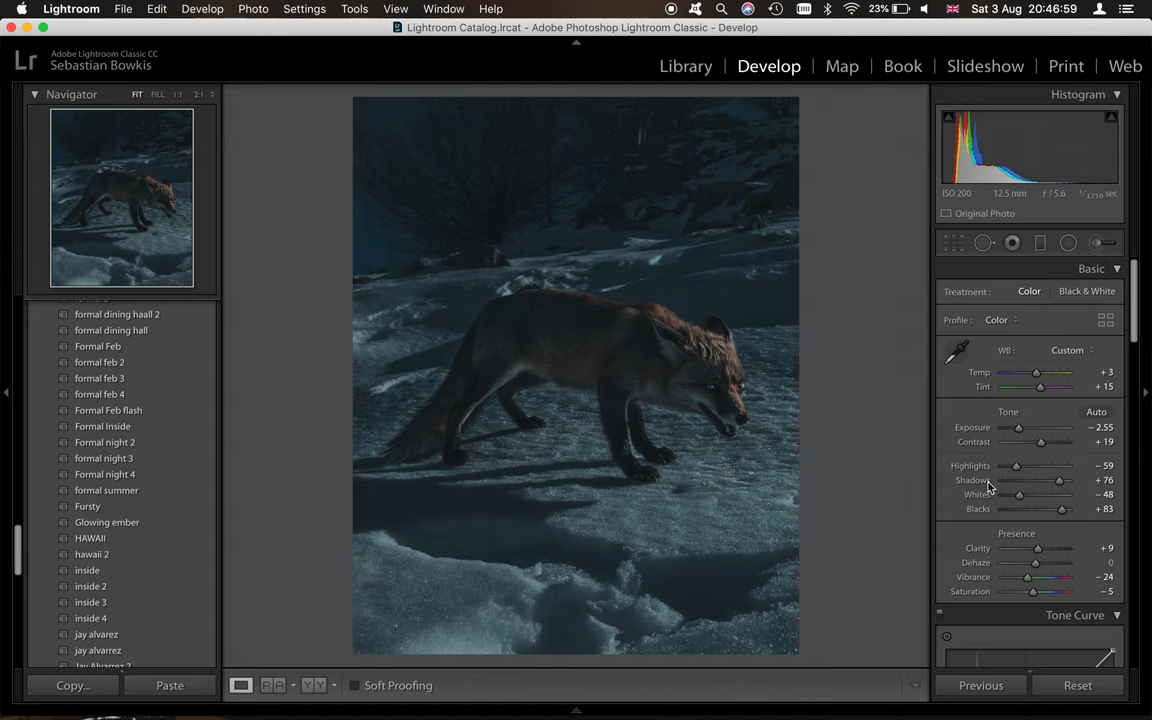 Lightroom File Edit Develop Photo Settings Tools View Window Help 23% Sat 3 Aug 20:46:59
Lightroom Catalog.lrcat - Adobe Photoshop Lightroom Classic - Develop
Lr Adobe Lightroom Classic CC
Sebastian Bowkis
Library Develop Map Book Slideshow Print Web
Navigator FIT FILL 1:1 2:1
formal dining haall 2
formal dining hall
Formal Feb
formal feb 2
formal feb 3
formal feb 4
Formal Feb flash
Formal Inside
Formal night 2
formal night 3
Formal night 4
formal summer
Fursty
Glowing ember
HAWAII
hawaii 2
inside
inside 2
inside 3
inside 4
jay alvarez
jay alvarrez
Jay Alvarrez 2
Copy... Paste
Soft Proofing
Histogram
ISO 200 12.5 mm ƒ / 5.6 1/1250 sec
Original Photo
Basic
Treatment : Color Black & White
Profile : Color
WB : Custom
Temp + 3
Tint + 15
Tone Auto
Exposure − 2.55
Contrast + 19
Highlights − 59
Shadows + 76
Whites − 48
Blacks + 83
Presence
Clarity + 9
Dehaze 0
Vibrance − 24
Saturation − 5
Tone Curve
Previous Reset